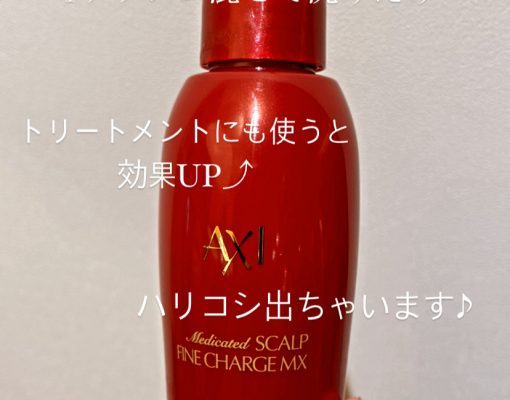 トリートメントにも使うと
効果UP⤴
AXI
ハリコシ出ちゃいます♪
Medicated SCALP
FINE CHARGE MX